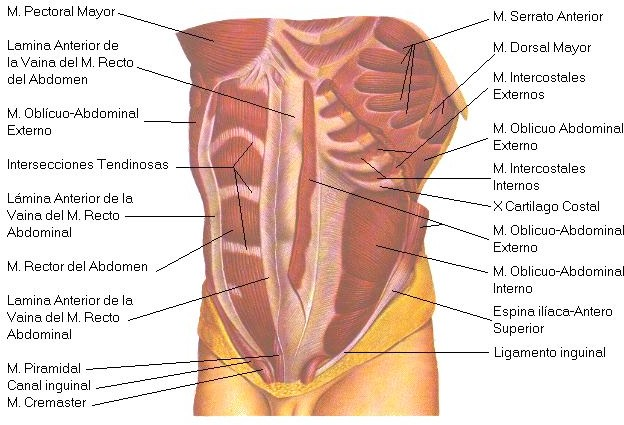 M. Pectoral Mayor
Lamina Anterior de
la Vaina del M. Recto
del Abdomen
M. Oblícuo-Abdominal
Externo
Intersecciones Tendinosas
Lámina Anterior de la
Vaina del M. Recto
Abdominal
M. Rector del Abdomen
Lamina Anterior de la
Vaina del M. Recto
Abdominal
M. Piramidal
Canal inguinal
M. Cremaster
M. Serrato Anterior
M. Dorsal Mayor
M. Intercostales
Externos
M. Oblicuo Abdominal
Externo
M. Intercostales
Internos
X Cartilago Costal
M. Oblicuo-Abdominal
Externo
M. Oblicuo-Abdominal
Interno
Espina ilíaca-Antero
Superior
Ligamento inguinal